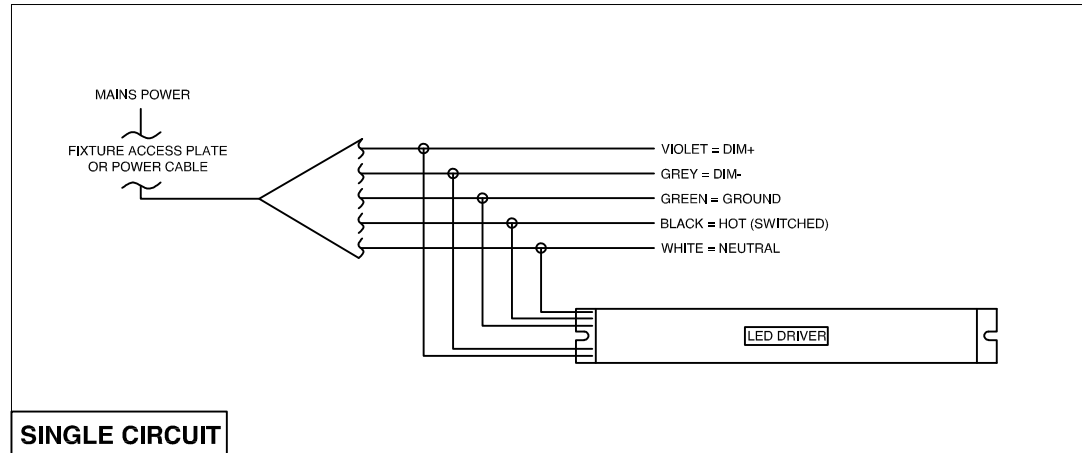 MAINS POWER
FIXTURE ACCESS PLATE
OR POWER CABLE
VIOLET = DIM+
GREY = DIM-
GREEN = GROUND
BLACK = HOT (SWITCHED)
WHITE = NEUTRAL
LED DRIVER
SINGLE CIRCUIT